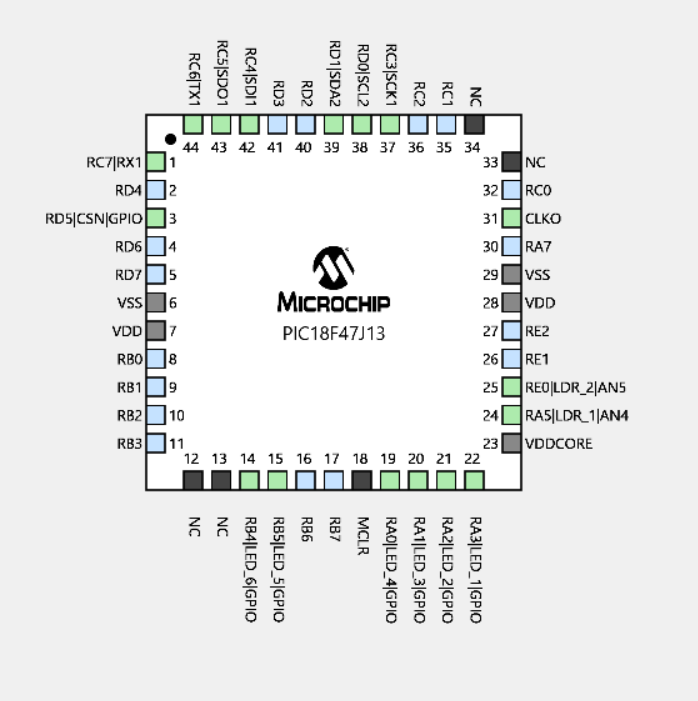 RC6|TX1
RC5|SDO1
RC4|SDI1
RD3
RD2
RD1|SDA2
RD0|SCL2
RC3|SCK1
RC2
RC1
NC
44 43 42 41 40 39 38 37 36 35 34
RC7|RX1 1
RD4 2
RD5|CSN|GPIO 3
RD6 4
RD7 5
VSS 6
VDD 7
RB0 8
RB1 9
RB2 10
RB3 11
MICROCHIP
PIC18F47J13
33 NC
32 RC0
31 CLKO
30 RA7
29 VSS
28 VDD
27 RE2
26 RE1
25 RE0|LDR_2|AN5
24 RA5|LDR_1|AN4
23 VDDCORE
12 13 14 15 16 17 18 19 20 21 22
NC
NC
RB4|LED_6|GPIO
RB5|LED_5|GPIO
RB6
RB7
MCLR
RA0|LED_4|GPIO
RA1|LED_3|GPIO
RA2|LED_2|GPIO
RA3|LED_1|GPIO